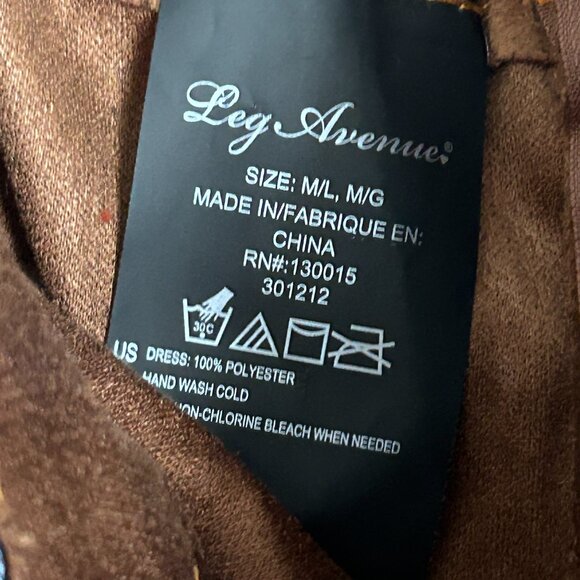 Leg Avenue®
SIZE: M/L, M/G
MADE IN/FABRIQUE EN:
CHINA
RN#:130015
301212
30C
US DRESS: 100% POLYESTER
HAND WASH COLD
NON-CHLORINE BLEACH WHEN NEEDED